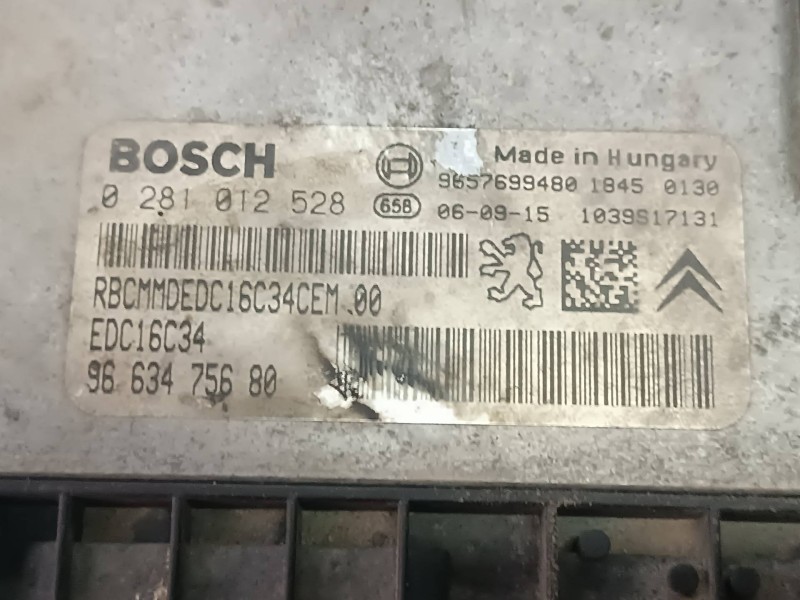 BOSCH
Made in Hungary
9657699480 1845 0130
0 281 012 528
658
06-09-15 1039S17131
RBCMMDEDC16C34CEM.00
EDC16C34
96 634 756 80